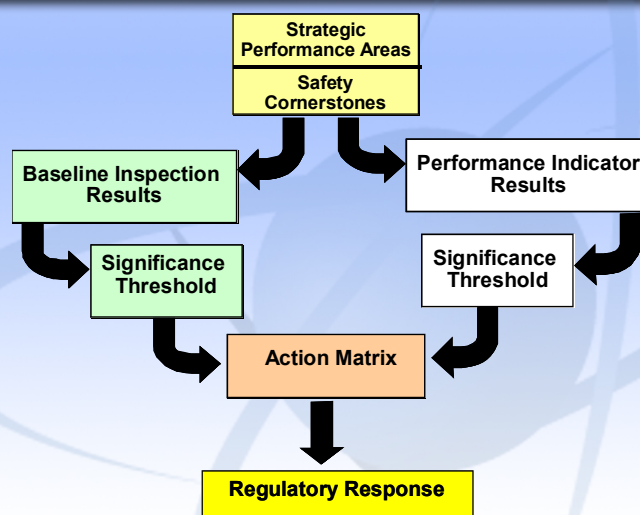 Strategic
Performance Areas
Safety
Cornerstones
Baseline Inspection
Results
Performance Indicator
Results
Significance
Threshold
Significance
Threshold
Action Matrix
Regulatory Response